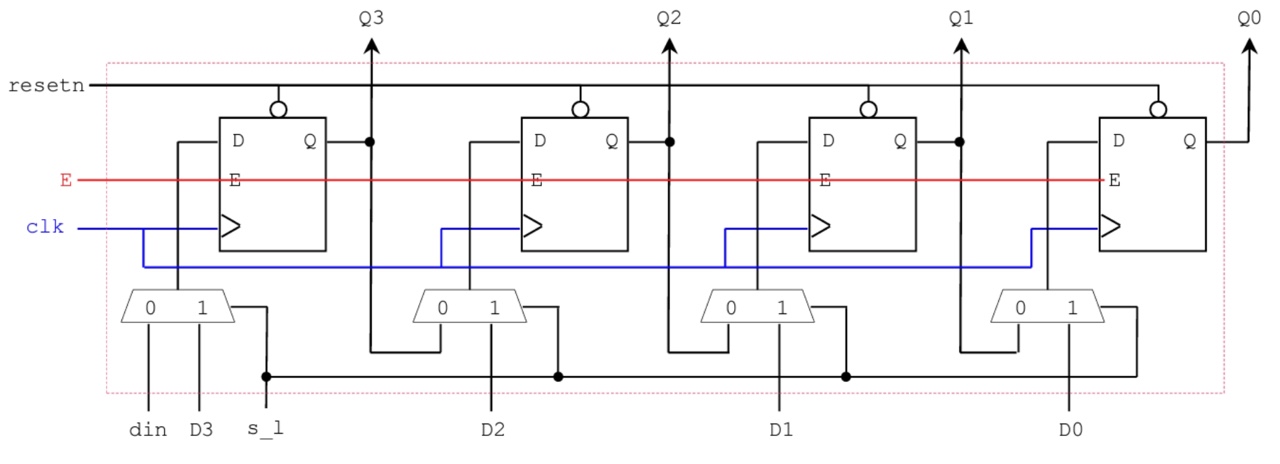 Q3 Q2 Q1 Q0
resetn
D Q D Q D Q D Q
E E E E E
clk
0 1 0 1 0 1 0 1
din D3 s_l D2 D1 D0